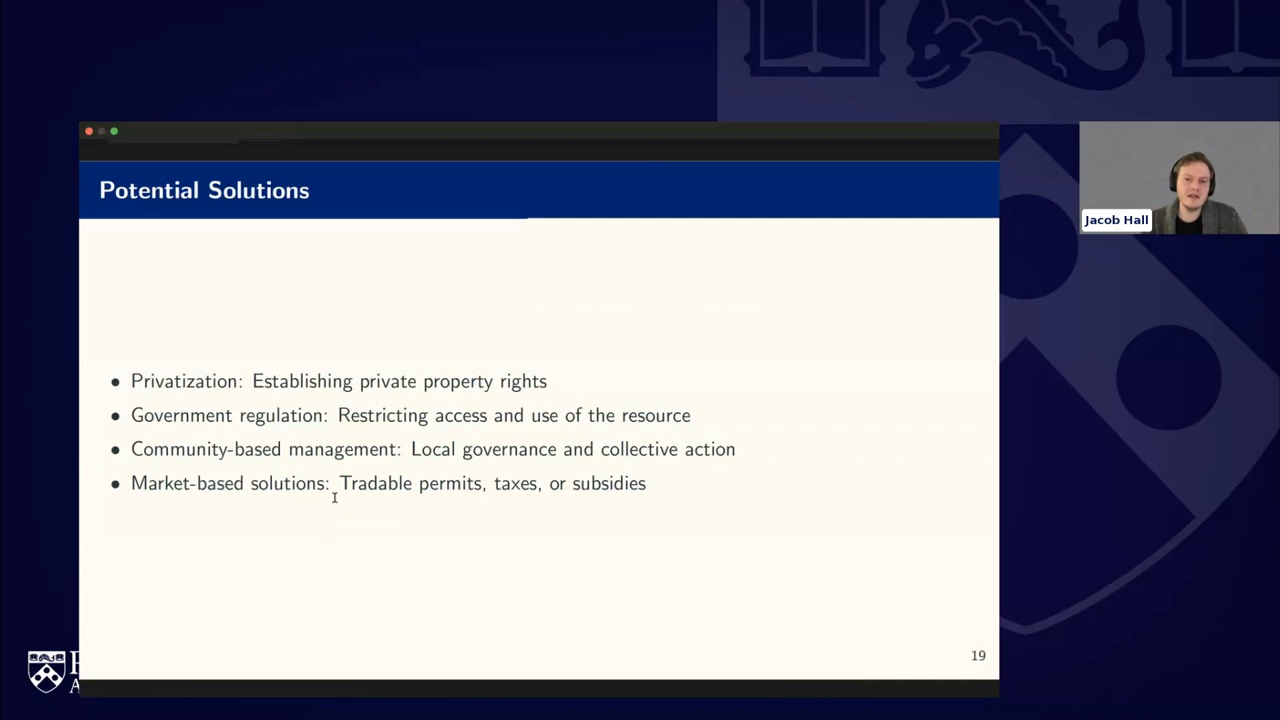 Potential Solutions
Jacob Hall
• Privatization: Establishing private property rights
• Government regulation: Restricting access and use of the resource
• Community-based management: Local governance and collective action
• Market-based solutions: Tradable permits, taxes, or subsidies
19